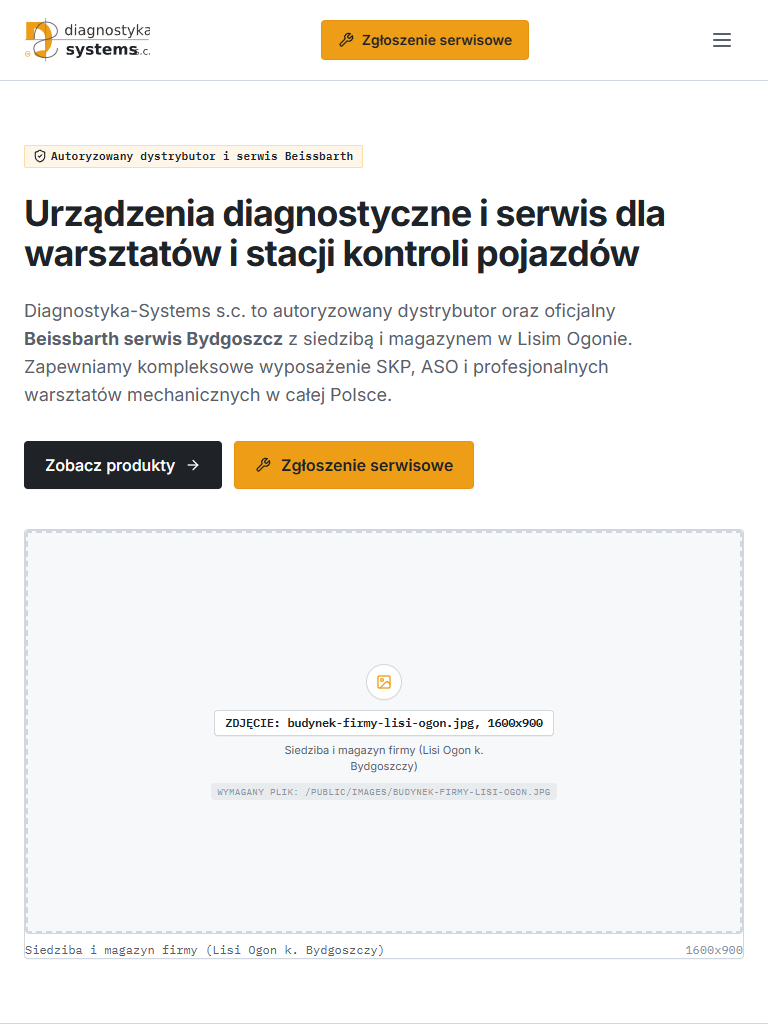 diagnostyka
systems s.c.
Zgłoszenie serwisowe
Autoryzowany dystrybutor i serwis Beissbarth
Urządzenia diagnostyczne i serwis dla
warsztatów i stacji kontroli pojazdów
Diagnostyka-Systems s.c. to autoryzowany dystrybutor oraz oficjalny
Beissbarth serwis Bydgoszcz z siedzibą i magazynem w Lisim Ogonie.
Zapewniamy kompleksowe wyposażenie SKP, ASO i profesjonalnych
warsztatów mechanicznych w całej Polsce.
Zobacz produkty
Zgłoszenie serwisowe
ZDJĘCIE: budynek-firmy-lisi-ogon.jpg, 1600x900
Siedziba i magazyn firmy (Lisi Ogon k.
Bydgoszczy)
WYMAGANY PLIK: /PUBLIC/IMAGES/BUDYNEK-FIRMY-LISI-OGON.JPG
Siedziba i magazyn firmy (Lisi Ogon k. Bydgoszczy)
1600x900